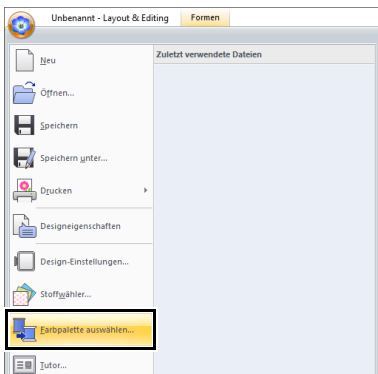 Unbenannt - Layout & Editing Formen
Zuletzt verwendete Dateien
Neu
Öffnen...
Speichern
Speichern unter...
Drucken
Designeigenschaften
Design-Einstellungen...
Stoffwähler...
Farbpalette auswählen...
Tutor...